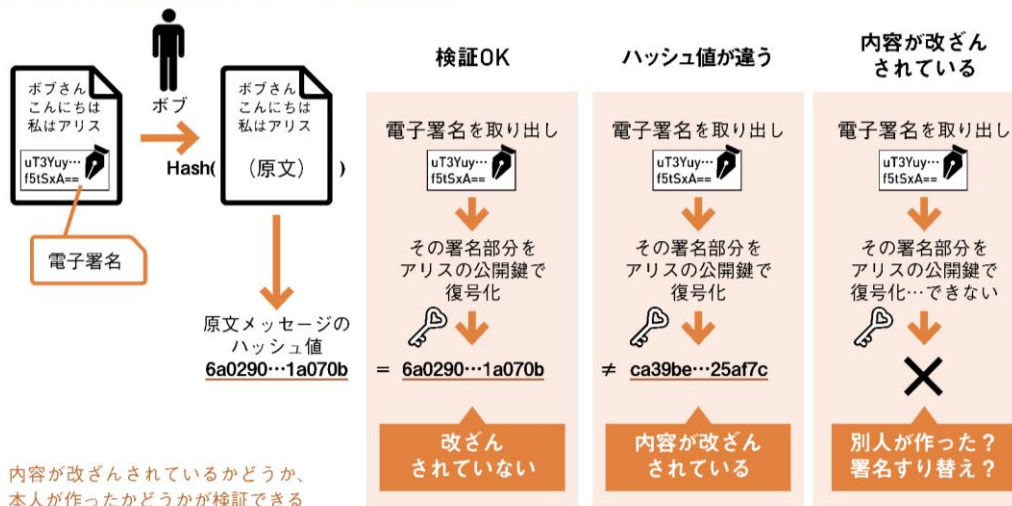 ボブさん
こんにちは
私はアリス
uT3Yuy…
f5tSxA==
電子署名
ボブ
Hash(
ボブさん
こんにちは
私はアリス
(原文)
)
原文メッセージの
ハッシュ値
6a0290…1a070b
内容が改ざんされているかどうか、
本人が作ったかどうかが検証できる
検証OK
電子署名を取り出し
uT3Yuy…
f5tSxA==
その署名部分を
アリスの公開鍵で
復号化
= 6a0290…1a070b
改ざん
されていない
ハッシュ値が違う
電子署名を取り出し
uT3Yuy…
f5tSxA==
その署名部分を
アリスの公開鍵で
復号化
≠ ca39be…25af7c
内容が改ざん
されている
内容が改ざん
されている
電子署名を取り出し
uT3Yuy…
f5tSxA==
その署名部分を
アリスの公開鍵で
復号化…できない
別人が作った？
署名すり替え？